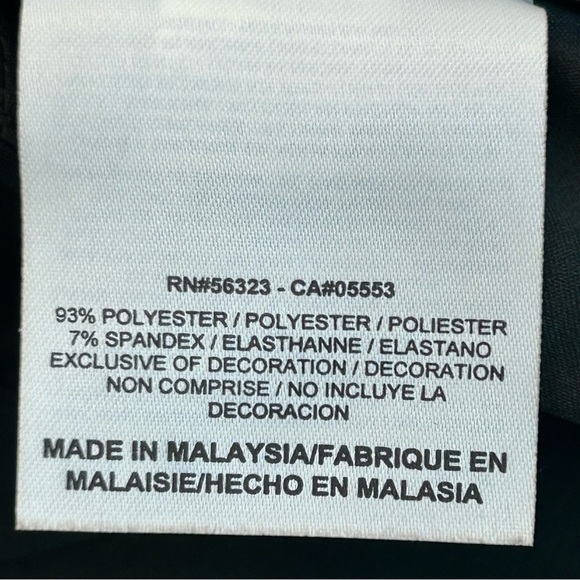 RN#56323 - CA#05553
93% POLYESTER / POLYESTER / POLIESTER
7% SPANDEX / ELASTHANNE / ELASTANO
EXCLUSIVE OF DECORATION / DECORATION
NON COMPRISE / NO INCLUYE LA
DECORACION
MADE IN MALAYSIA/FABRIQUE EN
MALAISIE/HECHO EN MALASIA